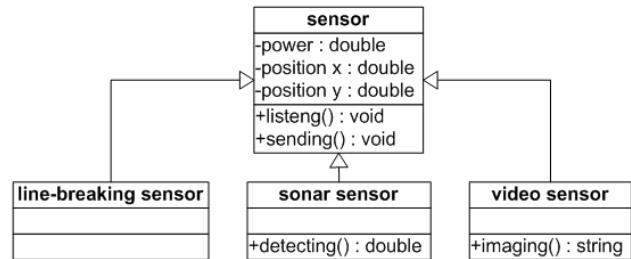 sensor
-power : double
-position x : double
-position y : double
+listeng() : void
+sending() : void
line-breaking sensor
sonar sensor
+detecting() : double
video sensor
+imaging() : string